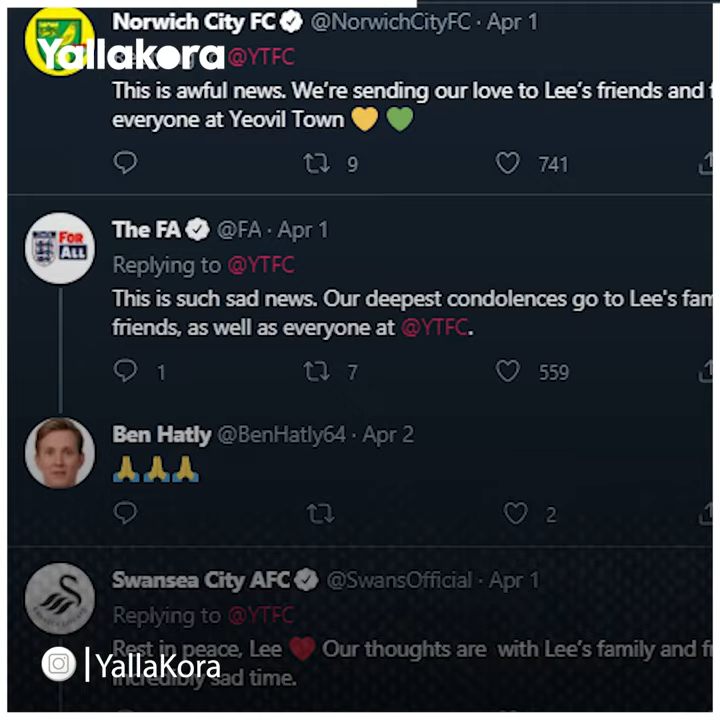 Norwich City FC @NorwichCityFC · Apr 1
Yallakora
@YTFC
This is awful news. We're sending our love to Lee's friends and
everyone at Yeovil Town 💛 💚
9 741
The FA @FA · Apr 1
FOR ALL
Replying to @YTFC
This is such sad news. Our deepest condolences go to Lee's
friends, as well as everyone at @YTFC.
1 7 559
Ben Hatly @BenHatly64 · Apr 2
🙏🙏🙏
2
Swansea City AFC @SwansOfficial · Apr 1
Replying to @YTFC
Rest in peace, Lee ❤️ Our thoughts are with Lee's family and
|YallaKora
incredibly sad time.